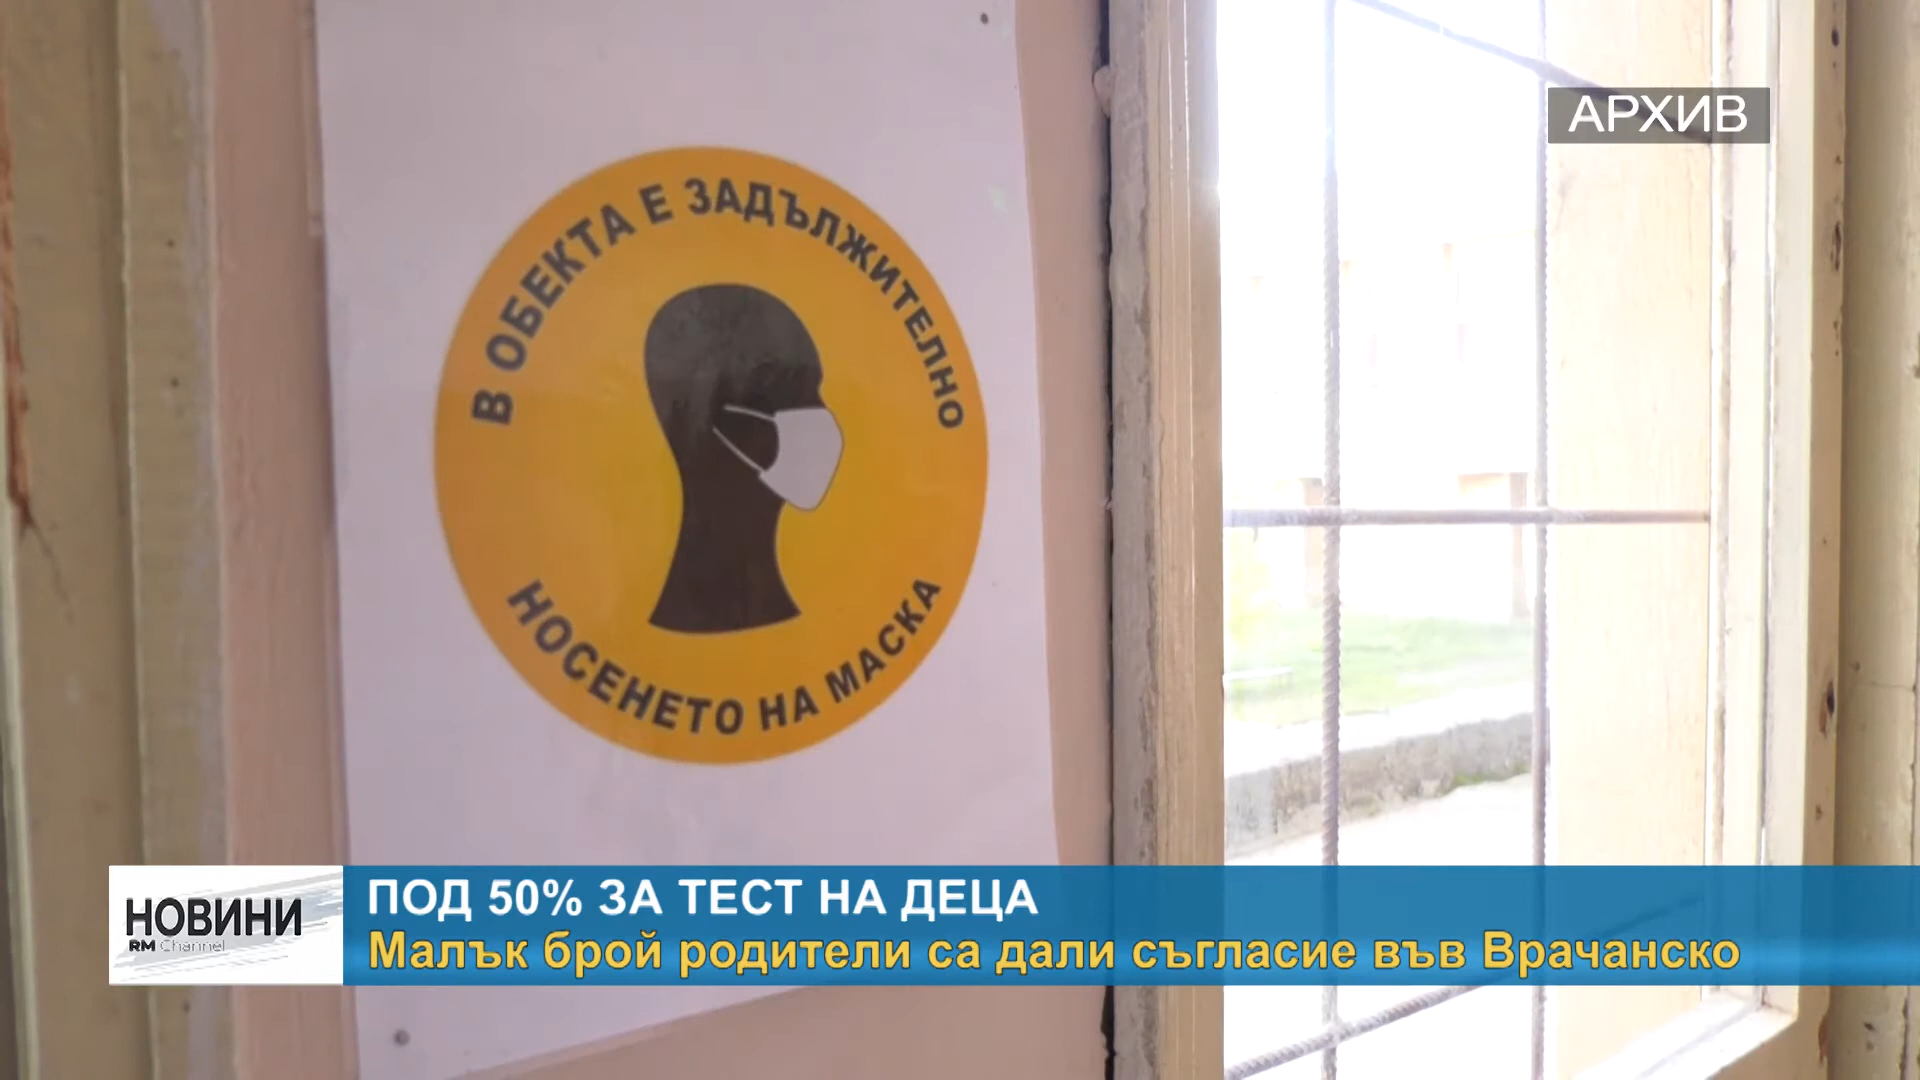 АРХИВ
В ОБЕКТА Е ЗАДЪЛЖИТЕЛНО
НОСЕНЕТО НА МАСКА
НОВИНИ
RM Channel
ПОД 50% ЗА ТЕСТ НА ДЕЦА
Малък брой родители са дали съгласие във Врачанско